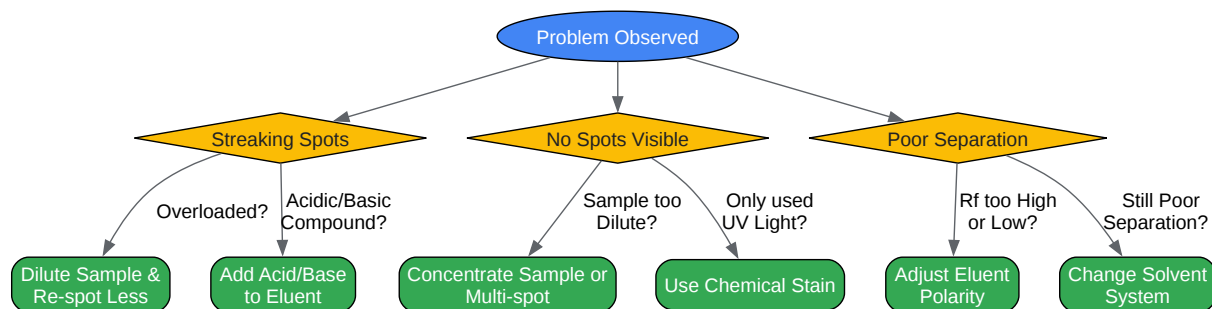 Problem Observed
Streaking Spots
No Spots Visible
Poor Separation
Overloaded?
Acidic/Basic
Compound?
Sample too
Dilute?
Only used
UV Light?
Rf too High
or Low?
Still Poor
Separation?
Dilute Sample &
Re-spot Less
Add Acid/Base
to Eluent
Concentrate Sample or
Multi-spot
Use Chemical Stain
Adjust Eluent
Polarity
Change Solvent
System